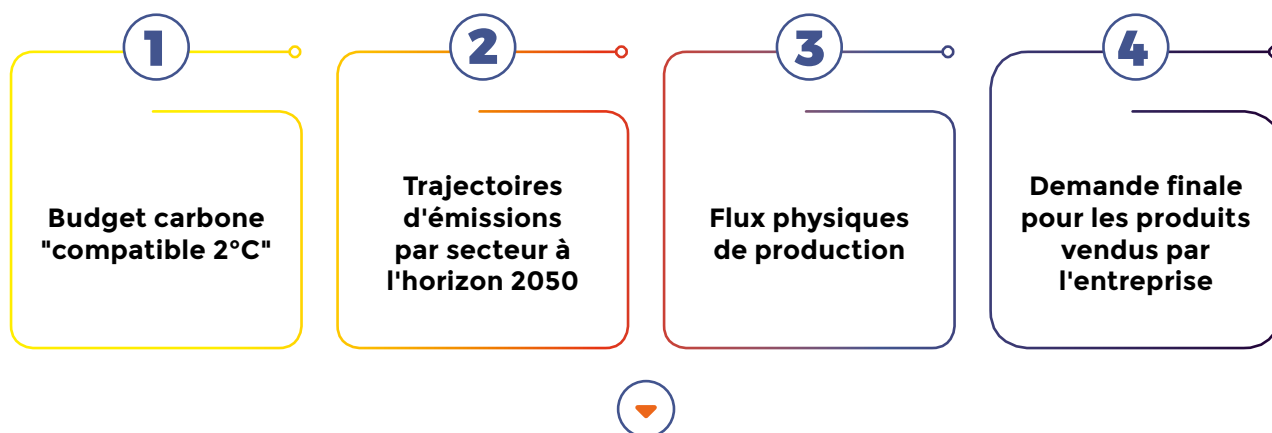 1
Budget carbone
"compatible 2°C"
2
Trajectoires
d'émissions
par secteur à
l'horizon 2050
3
Flux physiques
de production
4
Demande finale
pour les produits
vendus par
l'entreprise